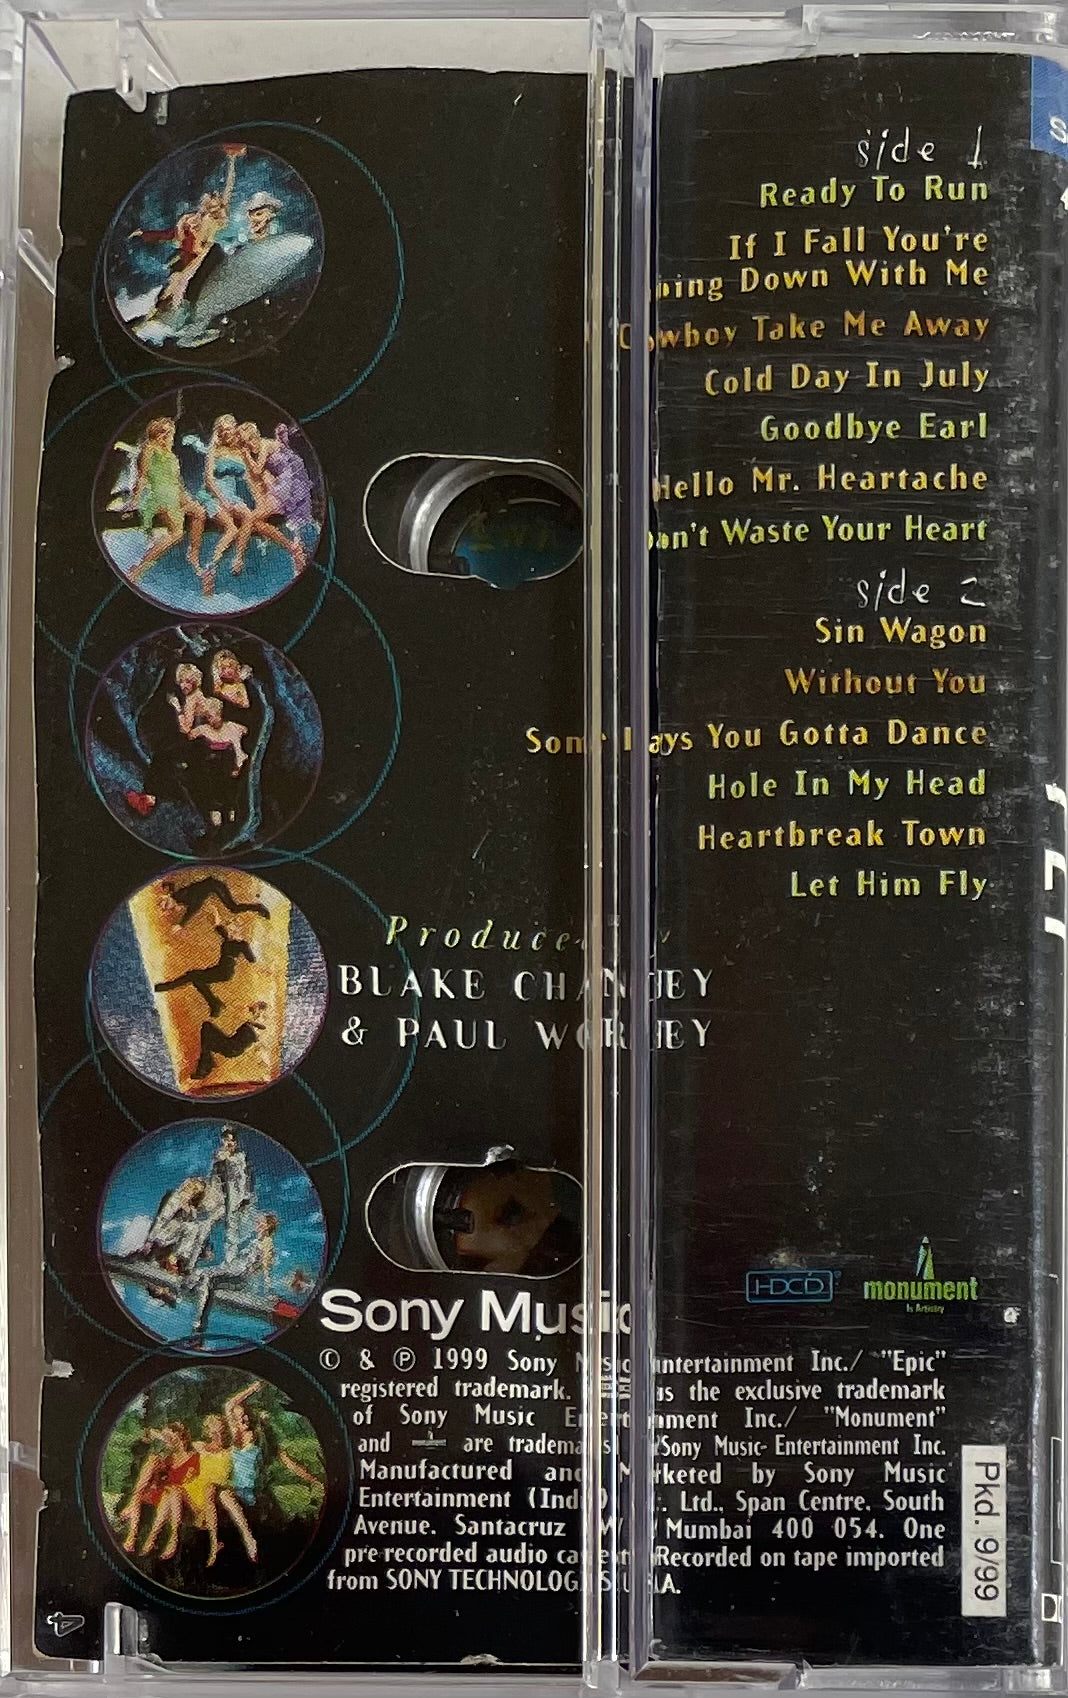 side 1
Ready To Run
If I Fall You're
Down With Me
Cowboy Take Me Away
Cold Day In July
Goodbye Earl
Hello Mr. Heartache
Don't Waste Your Heart
side 2
Sin Wagon
Without You
Some Days You Gotta Dance
Hole In My Head
Heartbreak Town
Let Him Fly
Produced by
BLAKE CHANCEY
& PAUL WORLEY
HDCD
monument
In Artistry
Sony Music
© & ℗ 1999 Sony Music Entertainment Inc./ "Epic"
registered trademark. is the exclusive trademark
of Sony Music Entertainment Inc./ "Monument"
and are trademarks Sony Music Entertainment Inc.
Manufactured and Marketed by Sony Music
Entertainment (India) Ltd., Span Centre, South
Avenue, Santacruz (W) Mumbai 400 054. One
pre recorded audio cassette. Recorded on tape imported
from SONY TECHNOLOG
Pkd. 9/99